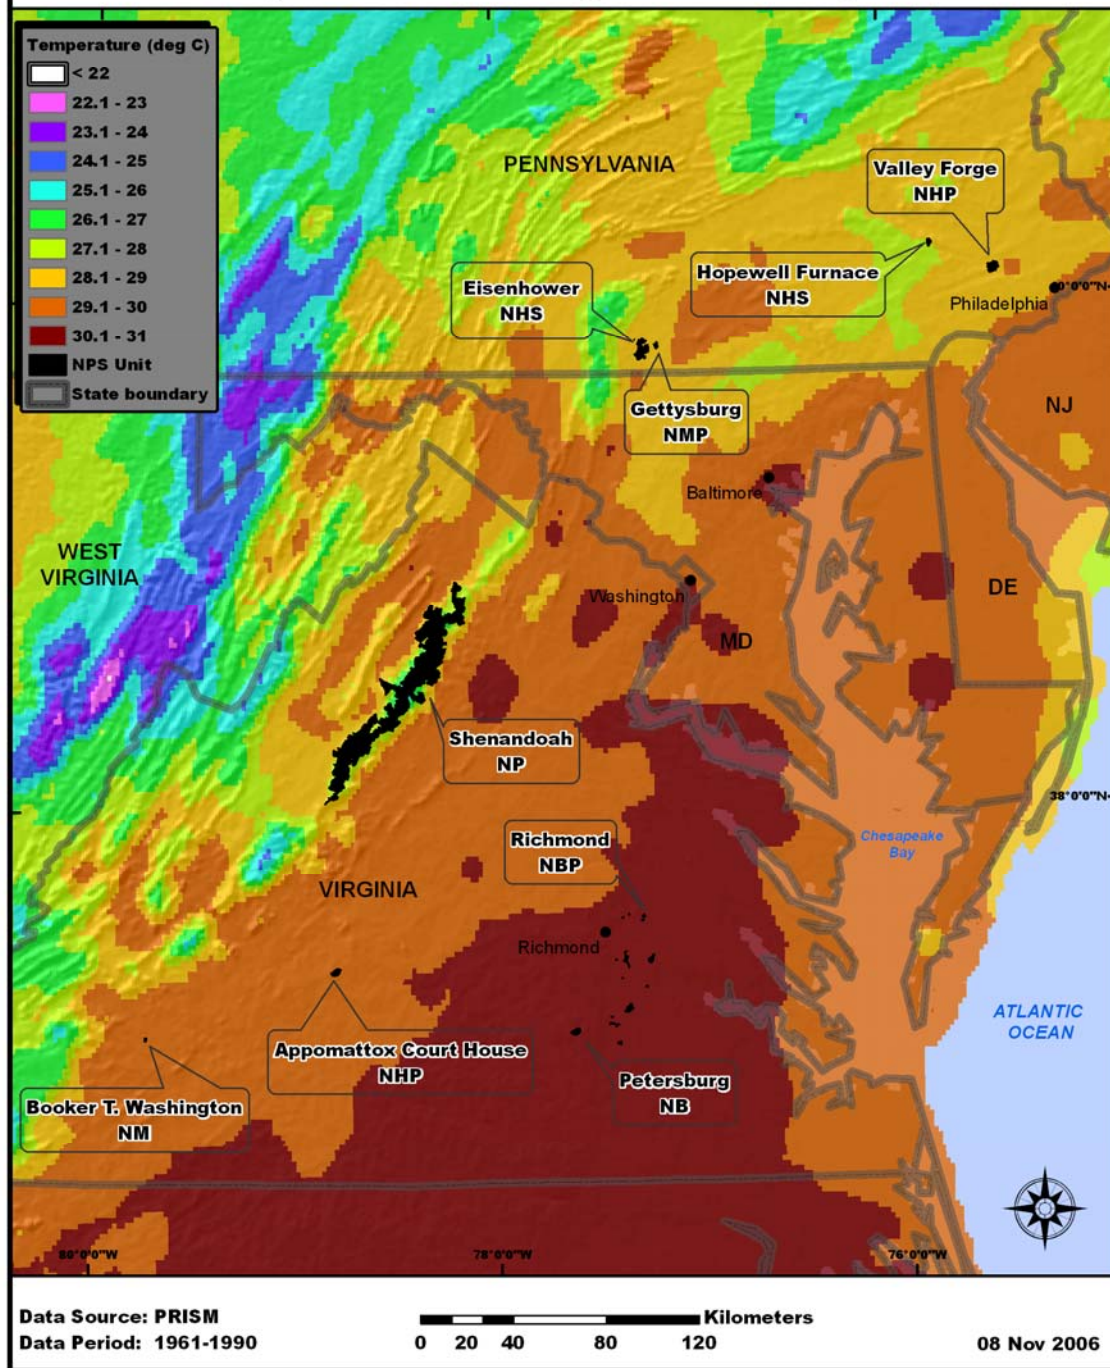 Temperature (deg C)
< 22
22.1 - 23
23.1 - 24
24.1 - 25
25.1 - 26
26.1 - 27
27.1 - 28
28.1 - 29
29.1 - 30
30.1 - 31
NPS Unit
State boundary
PENNSYLVANIA
Valley Forge
NHP
Hopewell Furnace
NHS
Eisenhower
NHS
Philadelphia
0°0'0"N
Gettysburg
NMP
NJ
Baltimore
WEST
VIRGINIA
Washington
MD
DE
Shenandoah
NP
38°0'0"N
Chesapeake
Bay
Richmond
NBP
VIRGINIA
Richmond
ATLANTIC
OCEAN
Appomattox Court House
NHP
Petersburg
NB
Booker T. Washington
NM
80°0'0"W
78°0'0"W
76°0'0"W
Data Source: PRISM
Data Period: 1961-1990
Kilometers
0 20 40 80 120
08 Nov 2006